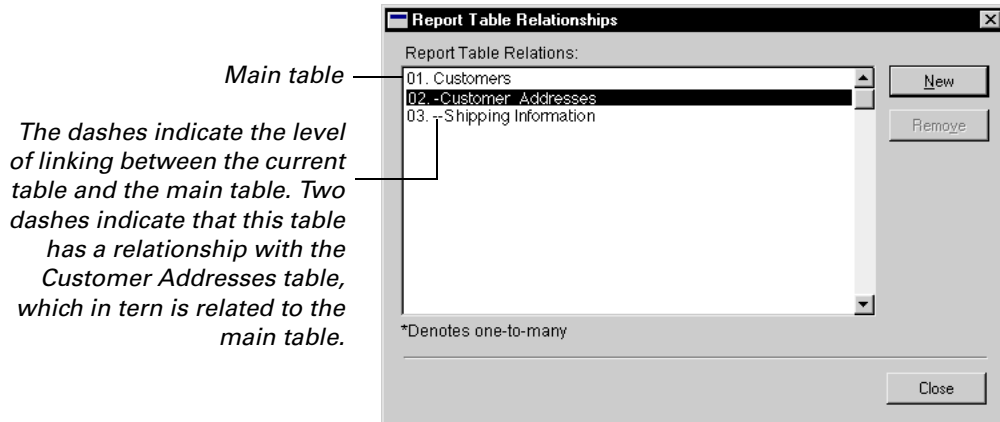 Report Table Relationships
Report Table Relations:
Main table
01. Customers
New
02. -Customer Addresses
03. --Shipping Information
Remove
The dashes indicate the level
of linking between the current
table and the main table. Two
dashes indicate that this table
has a relationship with the
Customer Addresses table,
which in tern is related to the
main table.
*Denotes one-to-many
Close